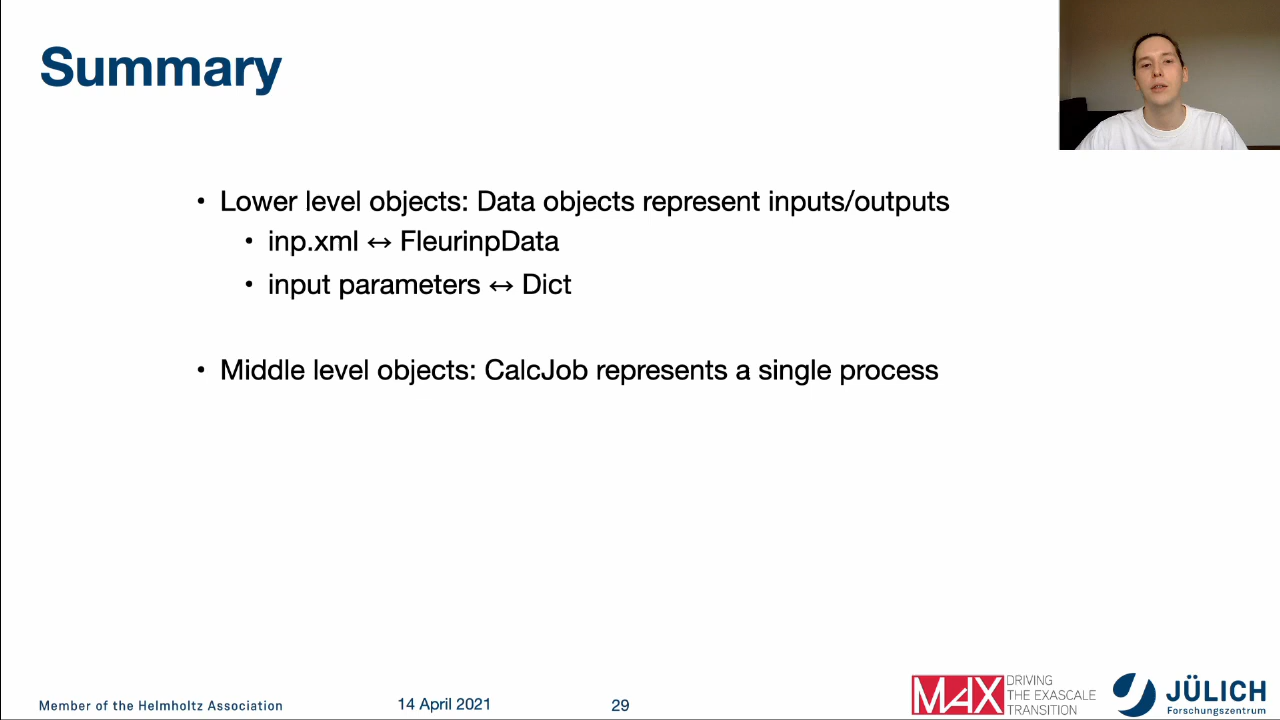 Summary
• Lower level objects: Data objects represent inputs/outputs
• inp.xml ↔ FleurinpData
• input parameters ↔ Dict
• Middle level objects: CalcJob represents a single process
Member of the Helmholtz Association
14 April 2021
29
MAX
DRIVING
THE EXASCALE
TRANSITION
JÜLICH
Forschungszentrum